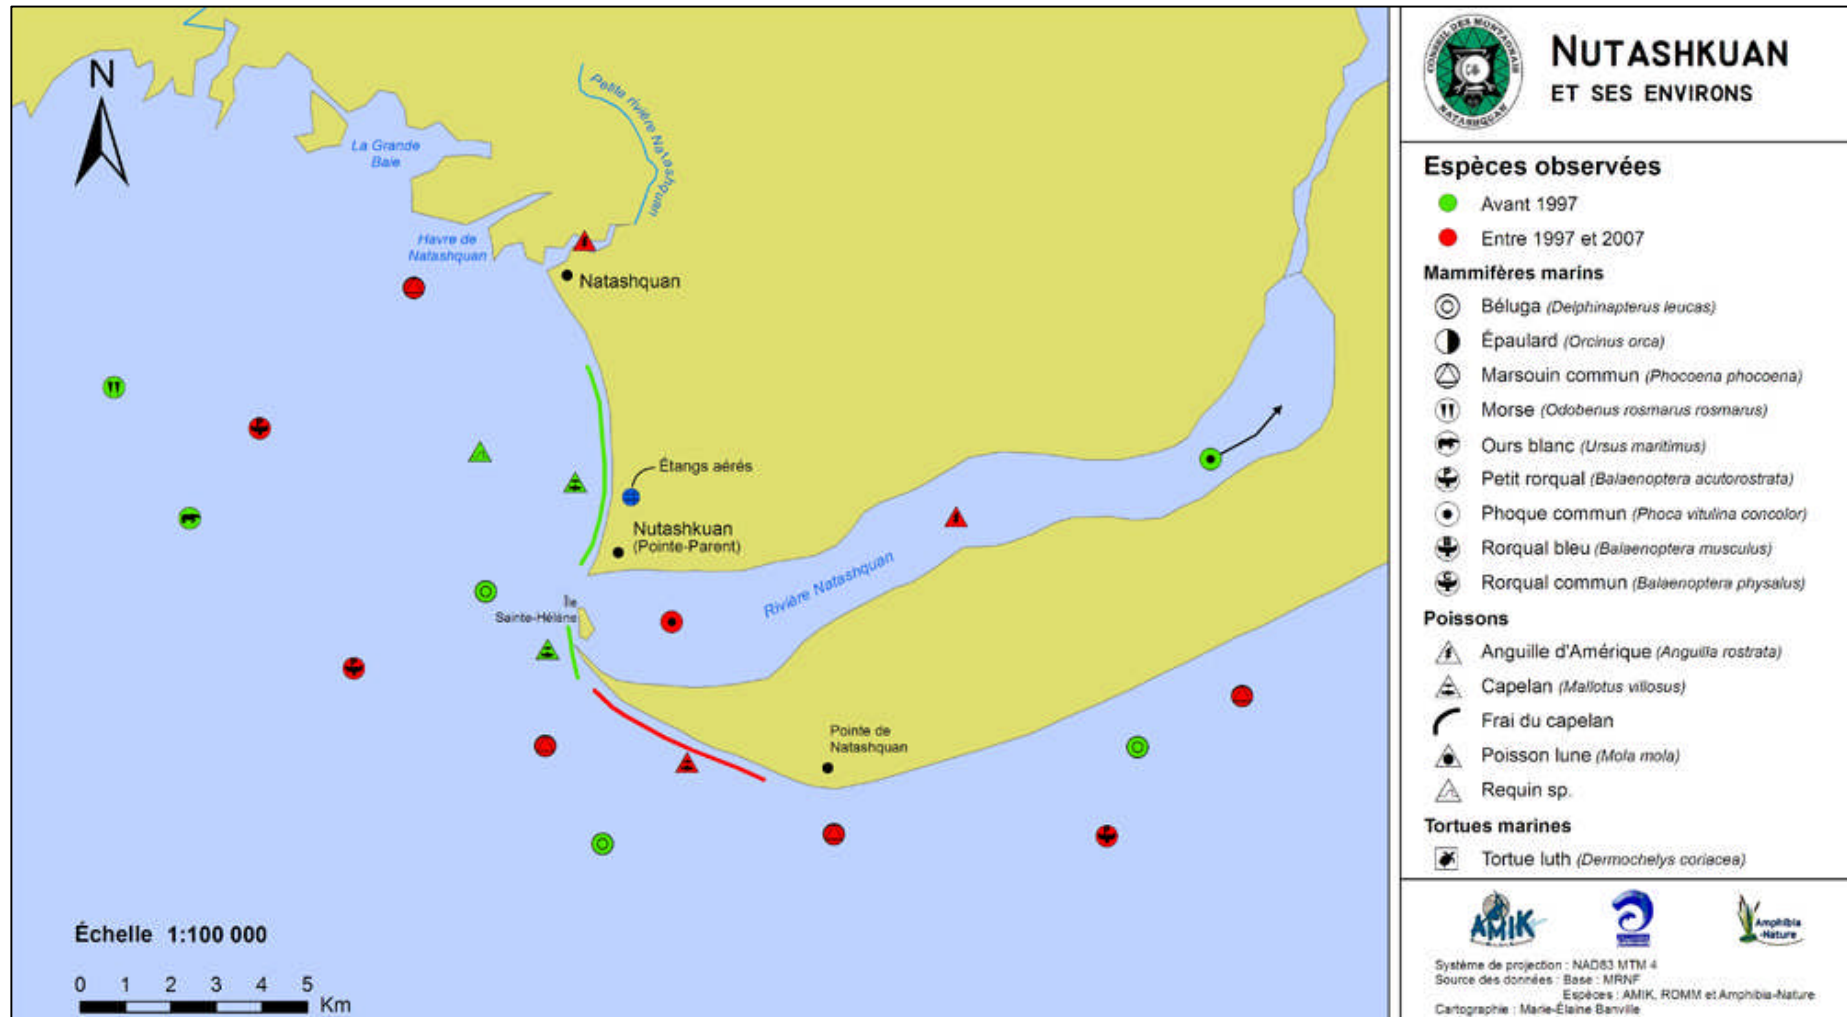 N
La Grande
Baie
Petite rivière Natashquan
Havre de
Natashquan
Natashquan
Étangs aérés
Nutashkuan
(Pointe-Parent)
Île
Sainte-Hélène
Rivière Natashquan
Pointe de
Natashquan
Échelle 1:100 000
0 1 2 3 4 5
Km
CONSEIL DES MONTAGNAIS
NATASHQUAN
NUTASHKUAN
ET SES ENVIRONS
Espèces observées
Avant 1997
Entre 1997 et 2007
Mammifères marins
Béluga (Delphinapterus leucas)
Épaulard (Orcinus orca)
Marsouin commun (Phocoena phocoena)
Morse (Odobenus rosmarus rosmarus)
Ours blanc (Ursus maritimus)
Petit rorqual (Balaenoptera acutorostrata)
Phoque commun (Phoca vitulina concolor)
Rorqual bleu (Balaenoptera musculus)
Rorqual commun (Balaenoptera physalus)
Poissons
Anguille d'Amérique (Anguilla rostrata)
Capelan (Mallotus villosus)
Frai du capelan
Poisson lune (Mola mola)
Requin sp.
Tortues marines
Tortue luth (Dermochelys coriacea)
AMIK
Amphibia
-Nature
Système de projection : NAD83 MTM 4
Source des données : Base : MRNF
Espèces : AMIK, ROMM et Amphibia-Nature
Cartographie : Marie-Élaine Banville